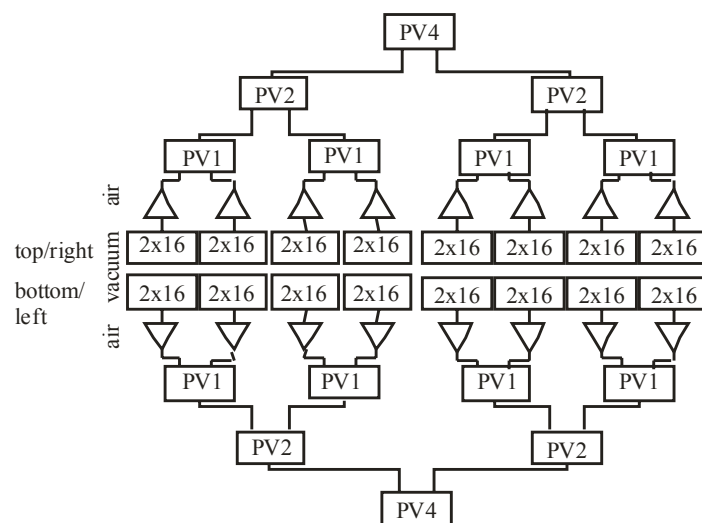 PV4
PV2 PV2
PV1 PV1 PV1 PV1
air
top/right vacuum 2x16 2x16 2x16 2x16 2x16 2x16 2x16 2x16
bottom/ 2x16 2x16 2x16 2x16 2x16 2x16 2x16 2x16
left
air
PV1 PV1 PV1 PV1
PV2 PV2
PV4